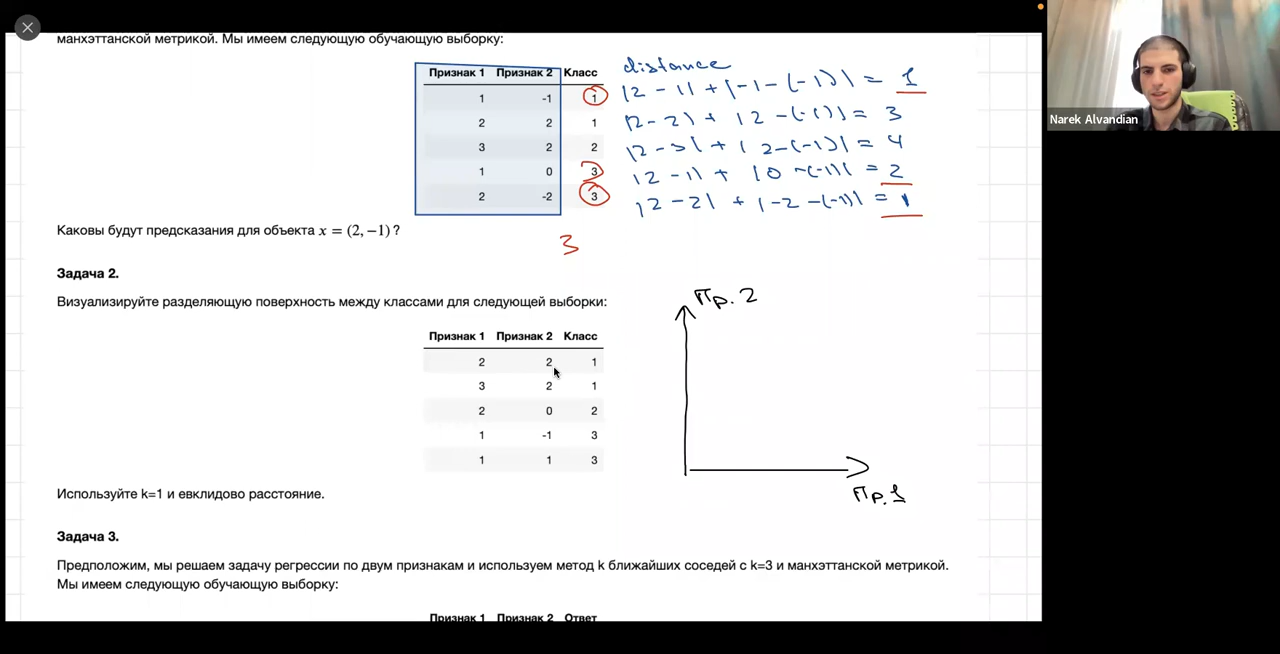 манхэттанской метрикой. Мы имеем следующую обучающую выборку:
Признак 1 Признак 2 Класс
1 -1 1
2 2 1
3 2 2
1 0 3
2 -2 3
distance
|2 - 1| + |-1 - (-1)| = 1
|2 - 2| + |2 - (-1)| = 3
|2 - 3| + |2 - (-1)| = 4
|2 - 1| + |0 - (-1)| = 2
|2 - 2| + |-2 - (-1)| = 1
Каковы будут предсказания для объекта x = (2, −1) ?
3
Задача 2.
Визуализируйте разделяющую поверхность между классами для следующей выборки:
Признак 1 Признак 2 Класс
2 2 1
3 2 1
2 0 2
1 -1 3
1 1 3
Пр. 2
Пр. 1
Используйте k=1 и евклидово расстояние.
Задача 3.
Предположим, мы решаем задачу регрессии по двум признакам и используем метод k ближайших соседей с k=3 и манхэттанской метрикой.
Мы имеем следующую обучающую выборку:
Признак 1 Признак 2 Ответ
Narek Alvandian